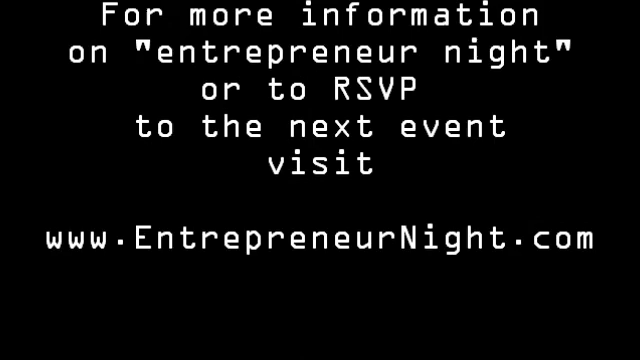 For more information
on "entrepreneur night"
or to RSVP
to the next event
visit
www.EntrepreneurNight.com